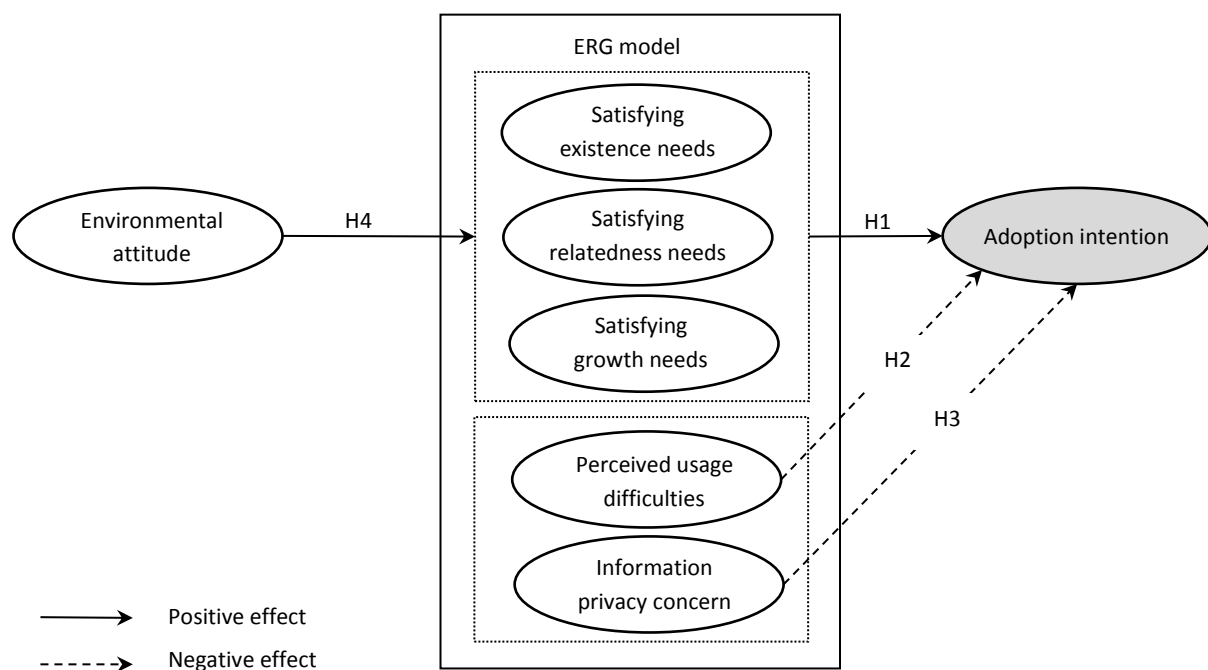 ERG model
Satisfying
existence needs
Environmental
attitude
H4
Satisfying
relatedness needs
H1
Adoption intention
Satisfying
growth needs
H2
H3
Perceived usage
difficulties
Information
privacy concern
Positive effect
Negative effect